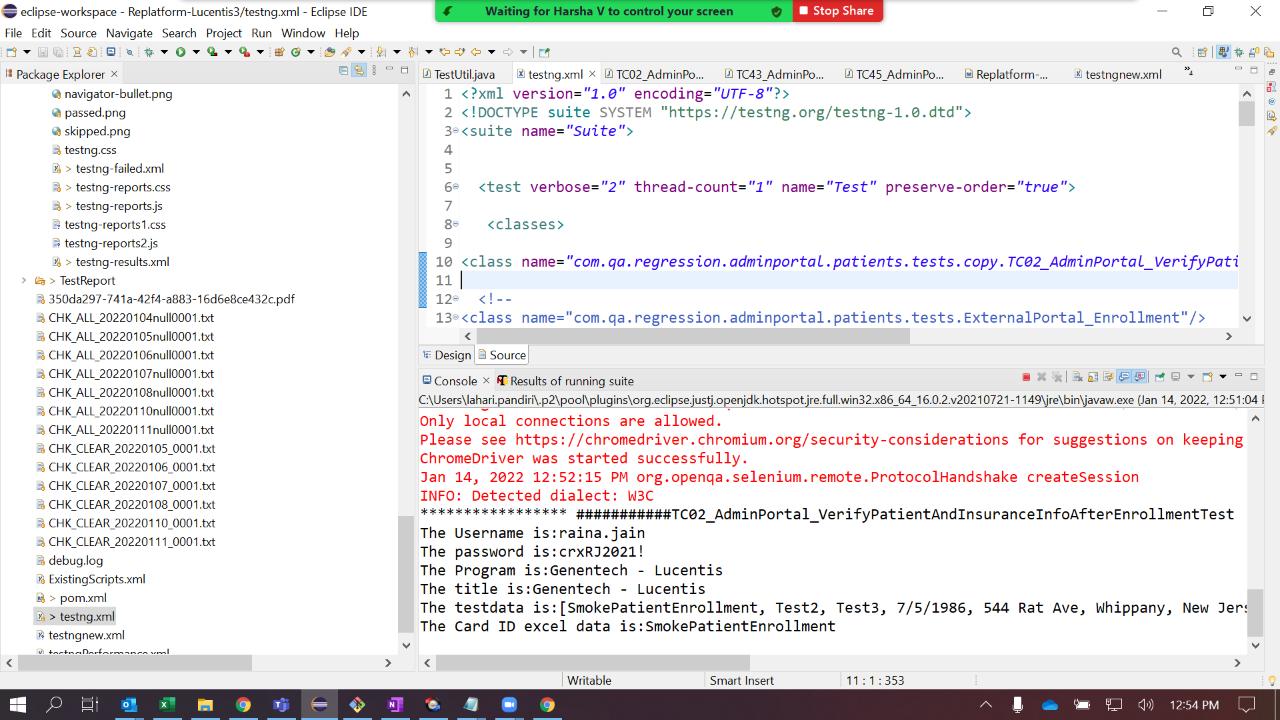 eclipse-workspace - Replatform-Lucentis3/testng.xml - Eclipse IDE
Waiting for Harsha V to control your screen
Stop Share
File Edit Source Navigate Search Project Run Window Help
Package Explorer
navigator-bullet.png
passed.png
skipped.png
testng.css
> testng-failed.xml
> testng-reports.css
> testng-reports.js
testng-reports1.css
testng-reports2.js
> testng-results.xml
> TestReport
350da297-741a-42f4-a883-16d6e8ce432c.pdf
CHK_ALL_20220104null0001.txt
CHK_ALL_20220105null0001.txt
CHK_ALL_20220106null0001.txt
CHK_ALL_20220107null0001.txt
CHK_ALL_20220108null0001.txt
CHK_ALL_20220110null0001.txt
CHK_ALL_20220111null0001.txt
CHK_CLEAR_20220105_0001.txt
CHK_CLEAR_20220106_0001.txt
CHK_CLEAR_20220107_0001.txt
CHK_CLEAR_20220108_0001.txt
CHK_CLEAR_20220110_0001.txt
CHK_CLEAR_20220111_0001.txt
debug.log
ExistingScripts.xml
> pom.xml
> testng.xml
testngnew.xml
testngPerformance.xml
TestUtil.java testng.xml TC02_AdminPo... TC43_AdminPo... TC45_AdminPo... Replatform-... testngnew.xml
1 <?xml version="1.0" encoding="UTF-8"?>
2 <!DOCTYPE suite SYSTEM "https://testng.org/testng-1.0.dtd">
3 <suite name="Suite">
4
5
6 <test verbose="2" thread-count="1" name="Test" preserve-order="true">
7
8 <classes>
9
10 <class name="com.qa.regression.adminportal.patients.tests.copy.TC02_AdminPortal_VerifyPati
11
12 <!--
13 <class name="com.qa.regression.adminportal.patients.tests.ExternalPortal_Enrollment"/>
Design Source
Console Results of running suite
C:\Users\lahari.pandiri\.p2\pool\plugins\org.eclipse.justj.openjdk.hotspot.jre.full.win32.x86_64_16.0.2.v20210721-1149\jre\bin\javaw.exe (Jan 14, 2022, 12:51:04
Only local connections are allowed.
Please see https://chromedriver.chromium.org/security-considerations for suggestions on keeping
ChromeDriver was started successfully.
Jan 14, 2022 12:52:15 PM org.openqa.selenium.remote.ProtocolHandshake createSession
INFO: Detected dialect: W3C
***************** ###########TC02_AdminPortal_VerifyPatientAndInsuranceInfoAfterEnrollmentTest
The Username is:raina.jain
The password is:crxRJ2021!
The Program is:Genentech - Lucentis
The title is:Genentech - Lucentis
The testdata is:[SmokePatientEnrollment, Test2, Test3, 7/5/1986, 544 Rat Ave, Whippany, New Jers
The Card ID excel data is:SmokePatientEnrollment
Writable Smart Insert 11 : 1 : 353
12:54 PM